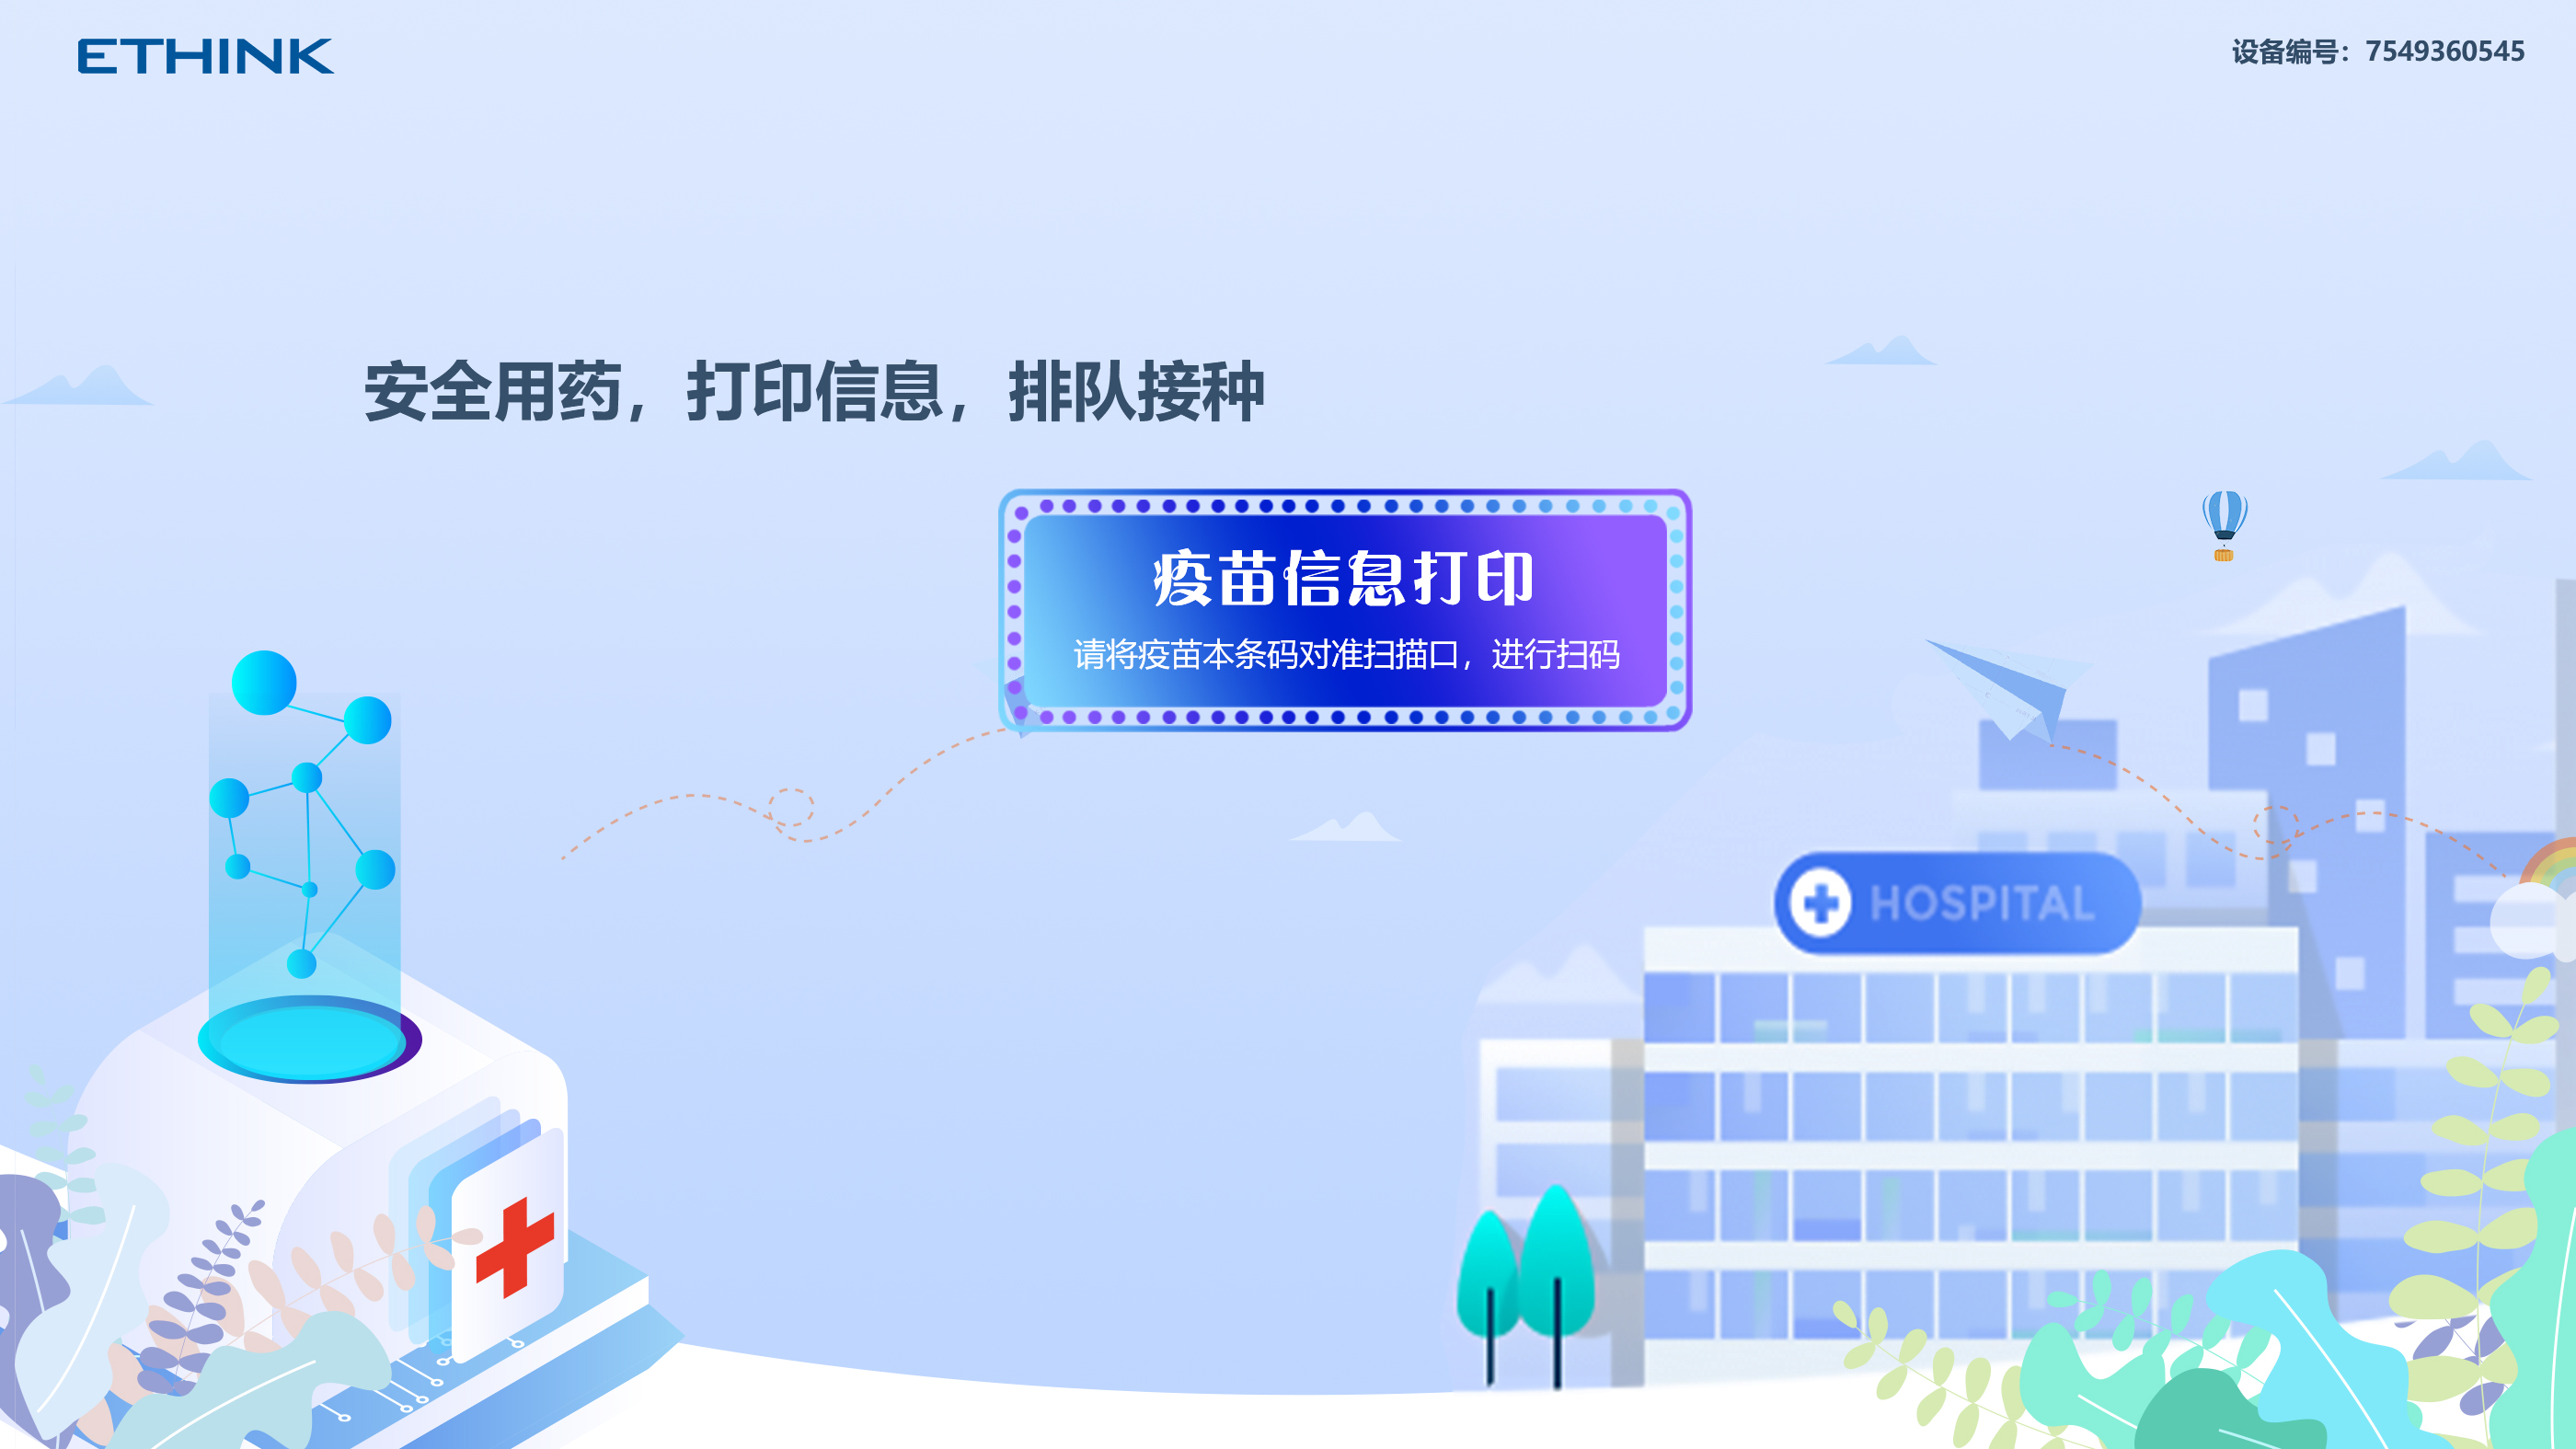 ETHINK
设备编号：7549360545
安全用药，打印信息，排队接种
疫苗信息打印
请将疫苗本条码对准扫描口，进行扫码
HOSPITAL